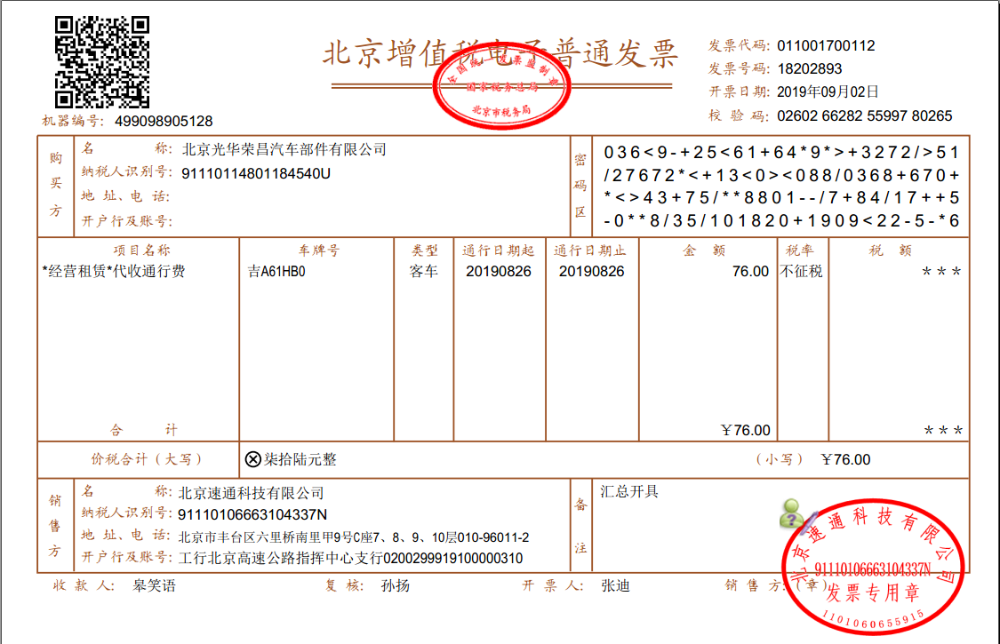 北京增值税电子普通发票
全国统一发票监制章
国家税务总局
北京市税务局
发票代码: 011001700112
发票号码: 18202893
开票日期: 2019年09月02日
校 验 码: 02602 66282 55997 80265
机器编号: 499098905128
购买方
名 称: 北京光华荣昌汽车部件有限公司
纳税人识别号: 91110114801184540U
地 址、电 话:
开户行及账号:
密码区
036<9-+25<61+64*9*>+3272/>51
/27672*<+13<0><088/0368+670+
*<>43+75/**8801--/7+84/17++5
-0**8/35/101820+1909<22-5-*6
项目名称 车牌号 类型 通行日期起 通行日期止 金 额 税率 税 额
*经营租赁*代收通行费 吉A61HB0 客车 20190826 20190826 76.00 不征税 ***
合 计 ￥76.00 ***
价税合计（大写） ⊗柒拾陆元整 （小写） ￥76.00
销售方
名 称: 北京速通科技有限公司
纳税人识别号: 91110106663104337N
地 址、电 话: 北京市丰台区六里桥南里甲9号C座7、8、9、10层010-96011-2
开户行及账号: 工行北京高速公路指挥中心支行0200299919100000310
备注
汇总开具
收 款 人: 皋笑语 复 核: 孙扬 开 票 人: 张迪 销 售 方:（章）
北京速通科技有限公司
91110106663104337N
发票专用章
1101060655915